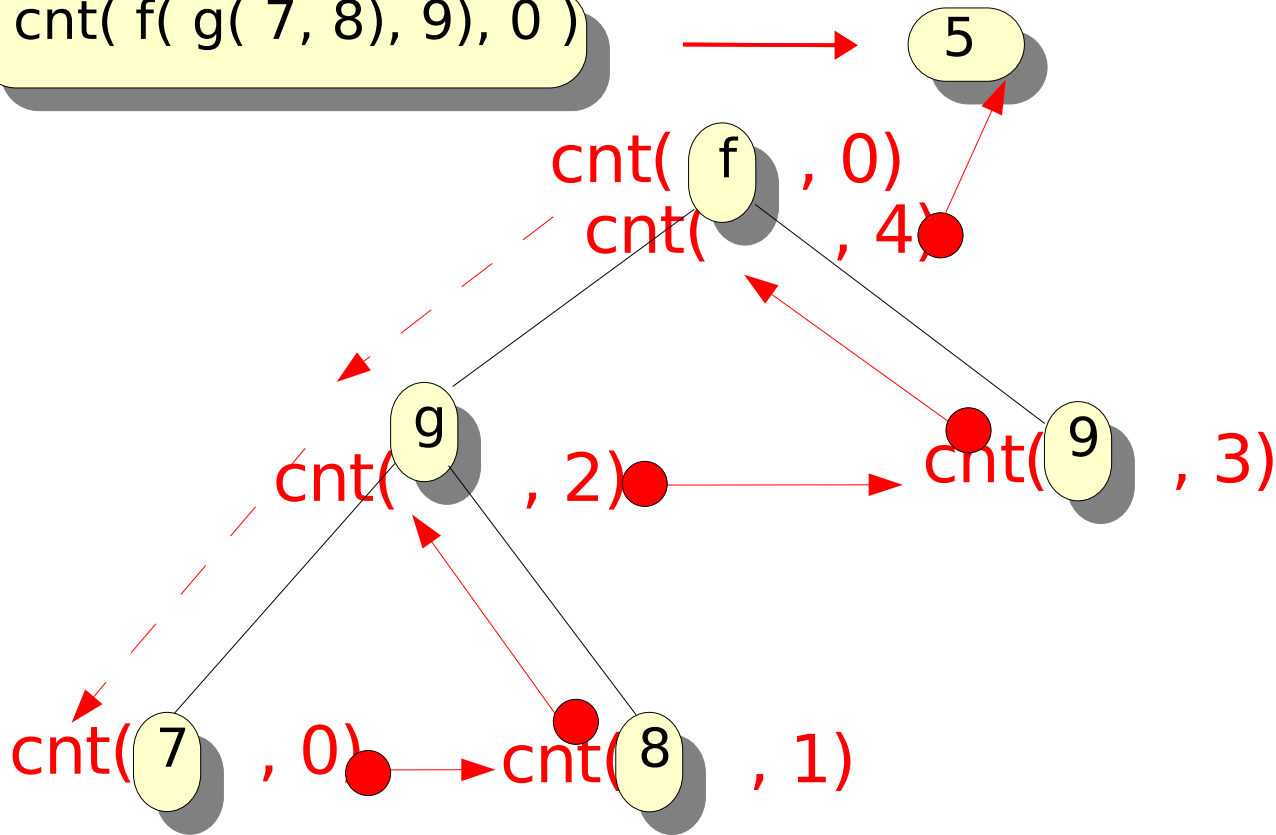 cnt( f( g( 7, 8), 9), 0 )
5
cnt( f , 0)
cnt( , 4)
g
cnt( , 2)
cnt( 9 , 3)
cnt( 7 , 0)
cnt( 8 , 1)